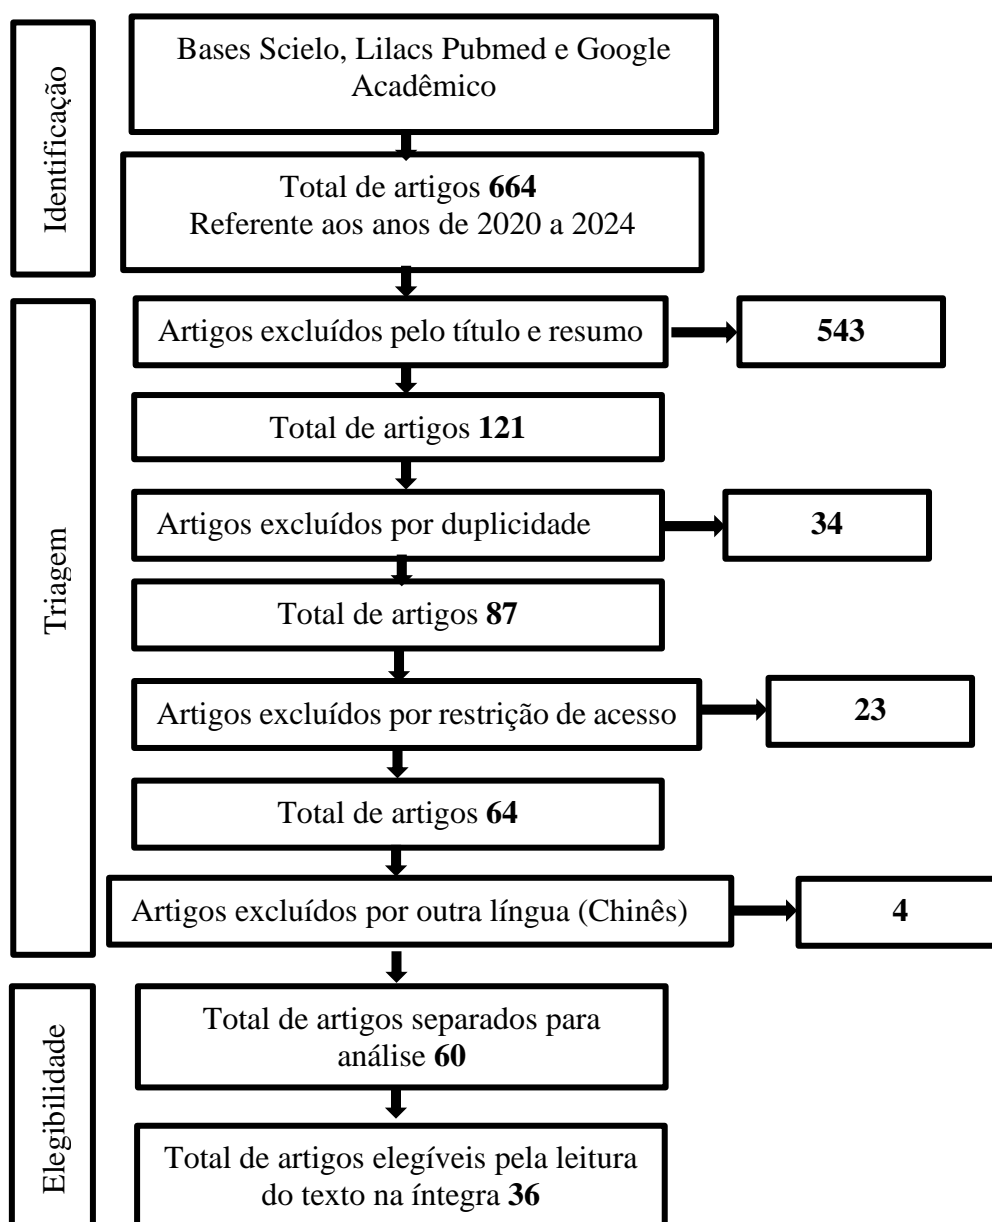 Identificação
Bases Scielo, Lilacs Pubmed e Google
Acadêmico
Total de artigos 664
Referente aos anos de 2020 a 2024
Triagem
Artigos excluídos pelo título e resumo
543
Total de artigos 121
Artigos excluídos por duplicidade
34
Total de artigos 87
Artigos excluídos por restrição de acesso
23
Total de artigos 64
Artigos excluídos por outra língua (Chinês)
4
Elegibilidade
Total de artigos separados para
análise 60
Total de artigos elegíveis pela leitura
do texto na íntegra 36